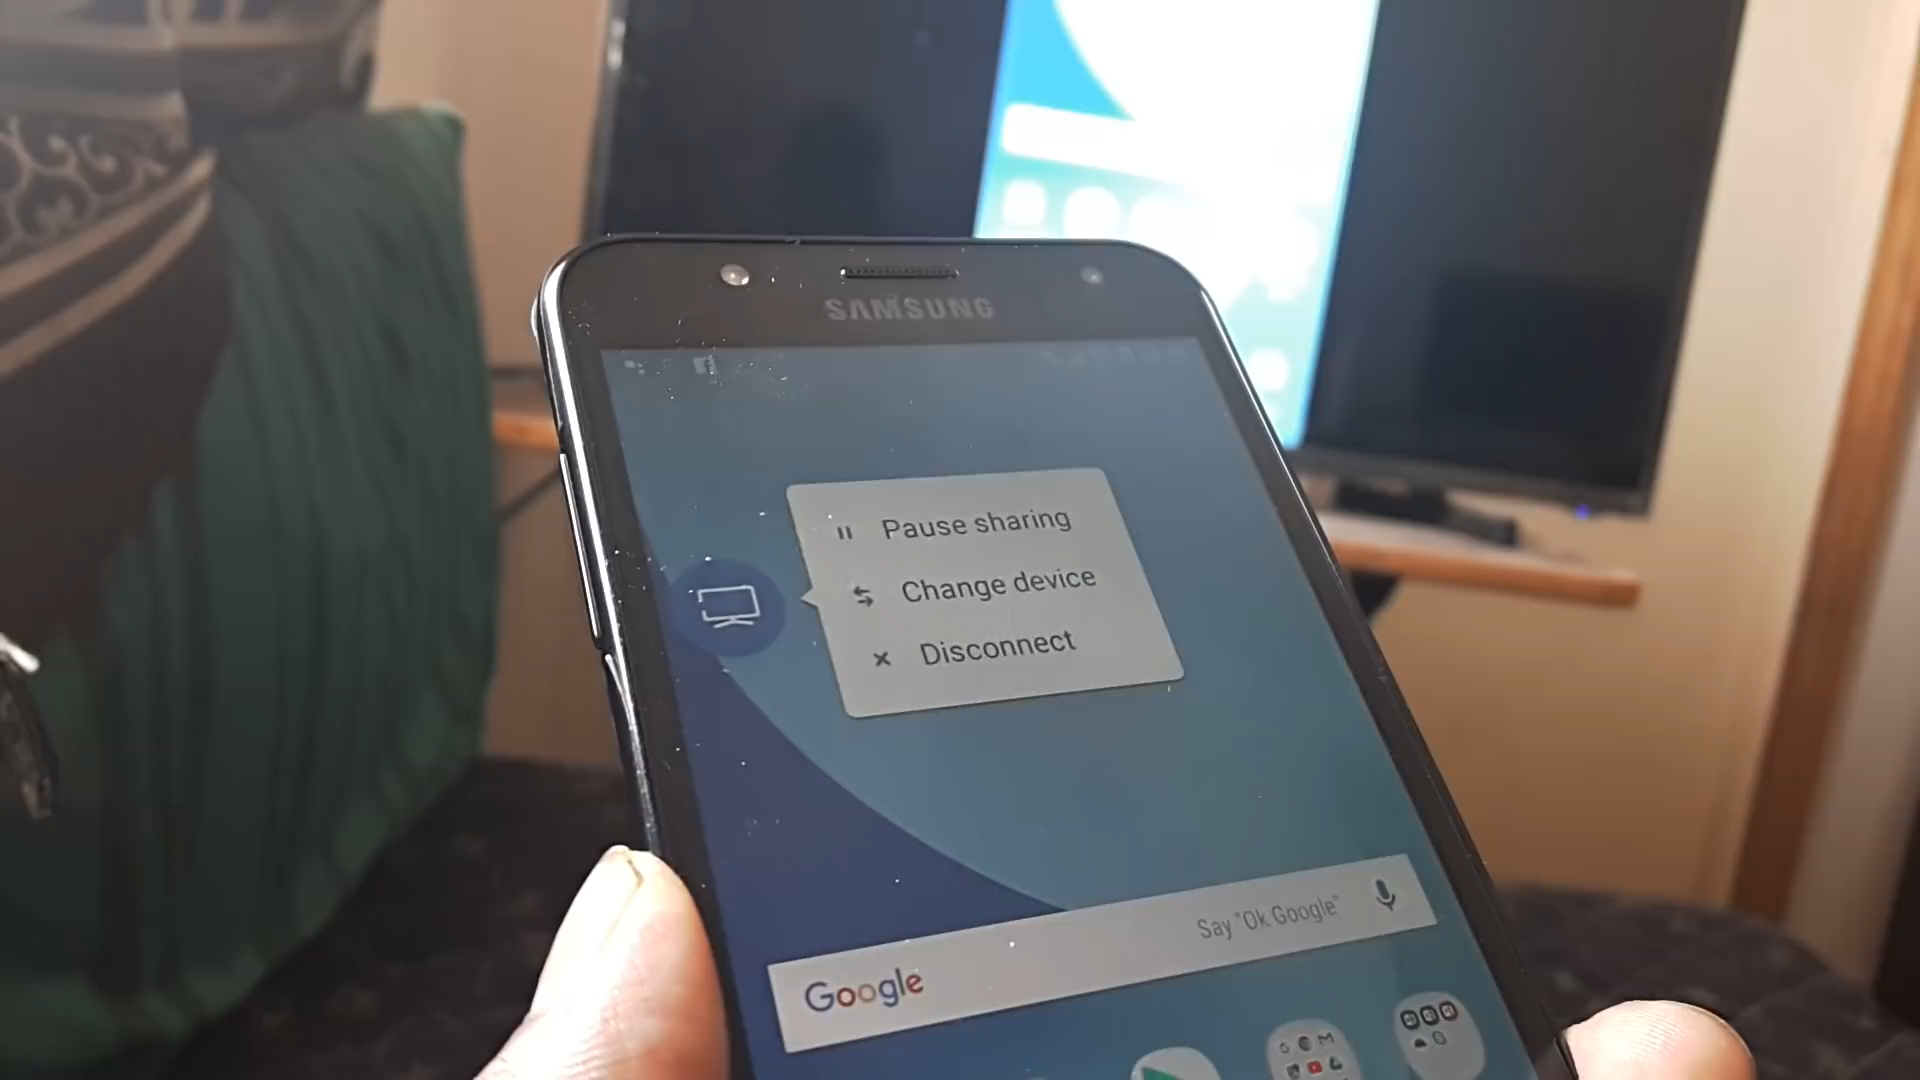 SAMSUNG
Pause sharing
Change device
Disconnect
Say "Ok Google"
Google